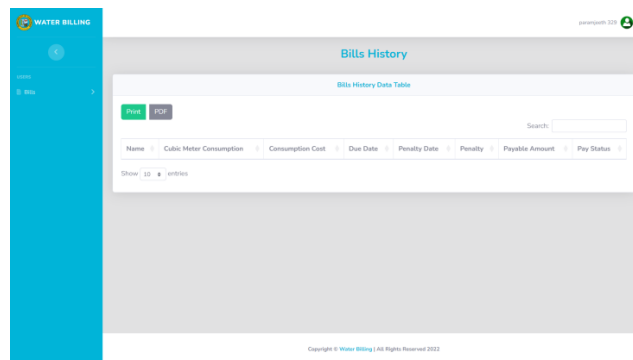 WATER BILLING
Bills
Bills History
Bills History Data Table
Print PDF
Search:
Name Cubic Meter Consumption Consumption Cost Due Date Penalty Date Penalty Payable Amount Pay Status
Show 10 entries
Copyright © Water Billing | All Rights Reserved 2022